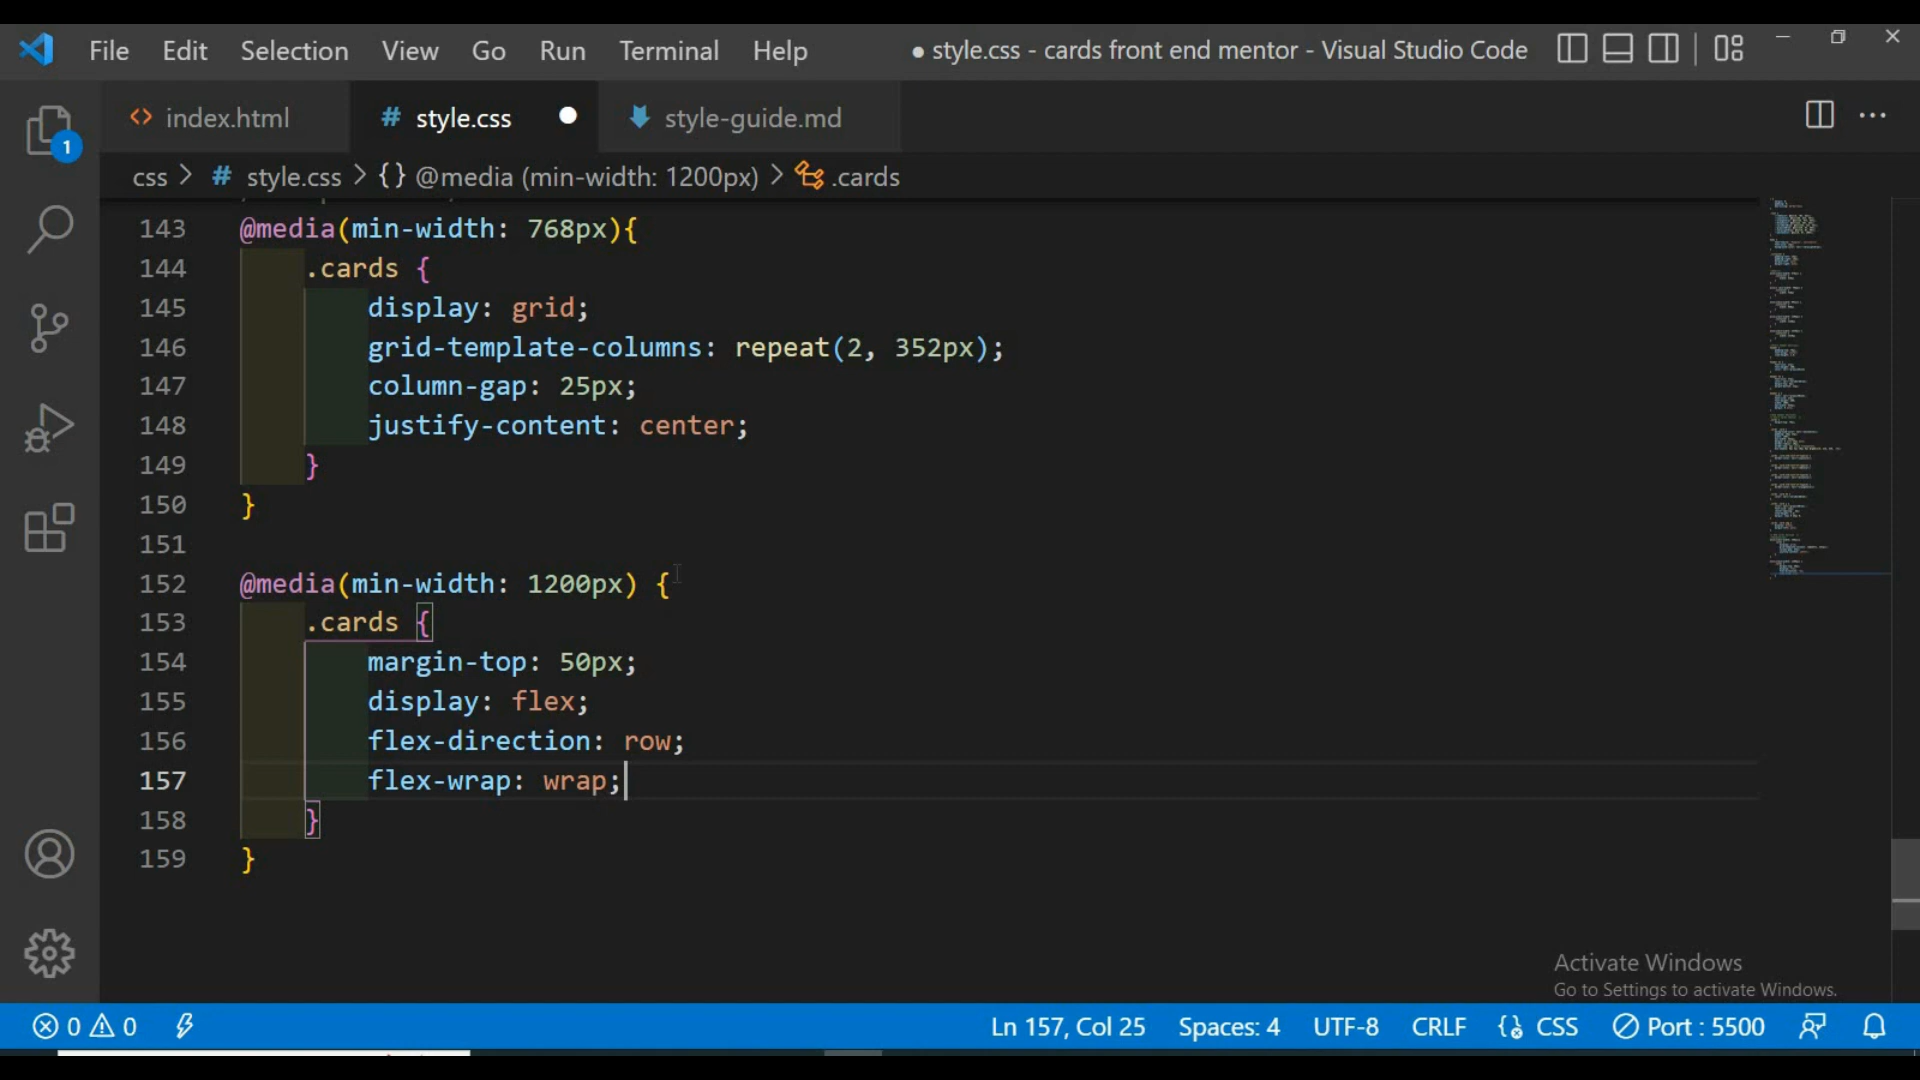 File Edit Selection View Go Run Terminal Help
● style.css - cards front end mentor - Visual Studio Code
<> index.html
# style.css ●
style-guide.md
css > # style.css > {} @media (min-width: 1200px) > .cards
1
143 @media(min-width: 768px){
144 .cards {
145 display: grid;
146 grid-template-columns: repeat(2, 352px);
147 column-gap: 25px;
148 justify-content: center;
149 }
150 }
151
152 @media(min-width: 1200px) {
153 .cards {
154 margin-top: 50px;
155 display: flex;
156 flex-direction: row;
157 flex-wrap: wrap;
158 }
159 }
Activate Windows
Go to Settings to activate Windows.
0 0 Ln 157, Col 25 Spaces: 4 UTF-8 CRLF CSS Port : 5500